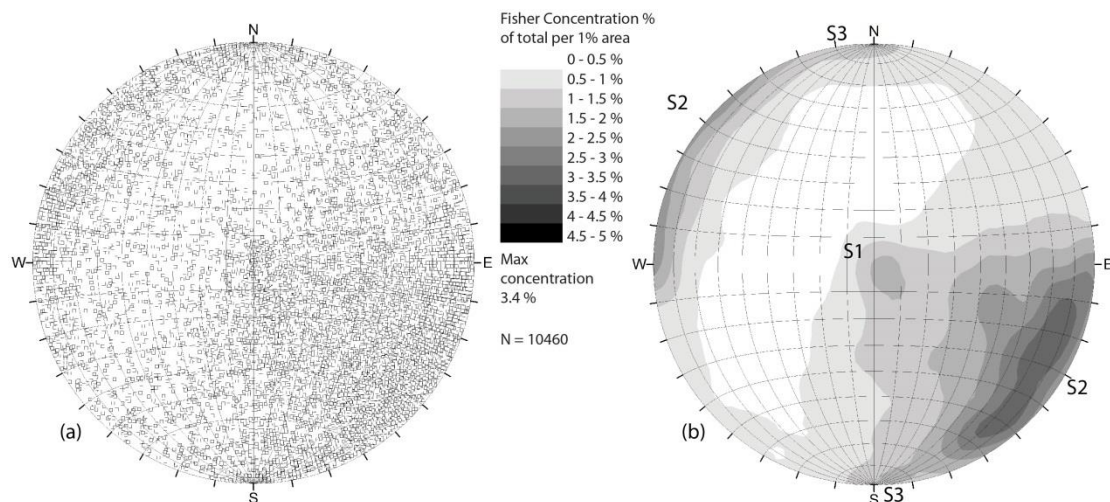 N
W
E
S
(a)
Fisher Concentration %
of total per 1% area
0 - 0.5 %
0.5 - 1 %
1 - 1.5 %
1.5 - 2 %
2 - 2.5 %
2.5 - 3 %
3 - 3.5 %
3.5 - 4 %
4 - 4.5 %
4.5 - 5 %
Max
concentration
3.4 %
N = 10460
S3
N
S2
S1
W
E
S2
(b)
S
S3